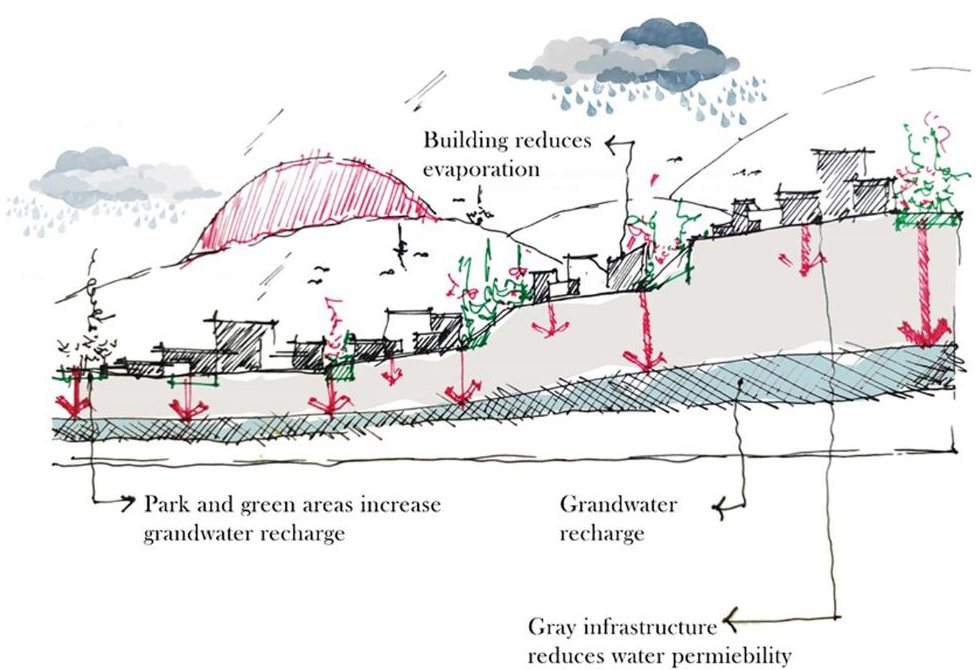 Building reduces
evaporation
Park and green areas increase
grandwater recharge
Grandwater
recharge
Gray infrastructure
reduces water permiebility